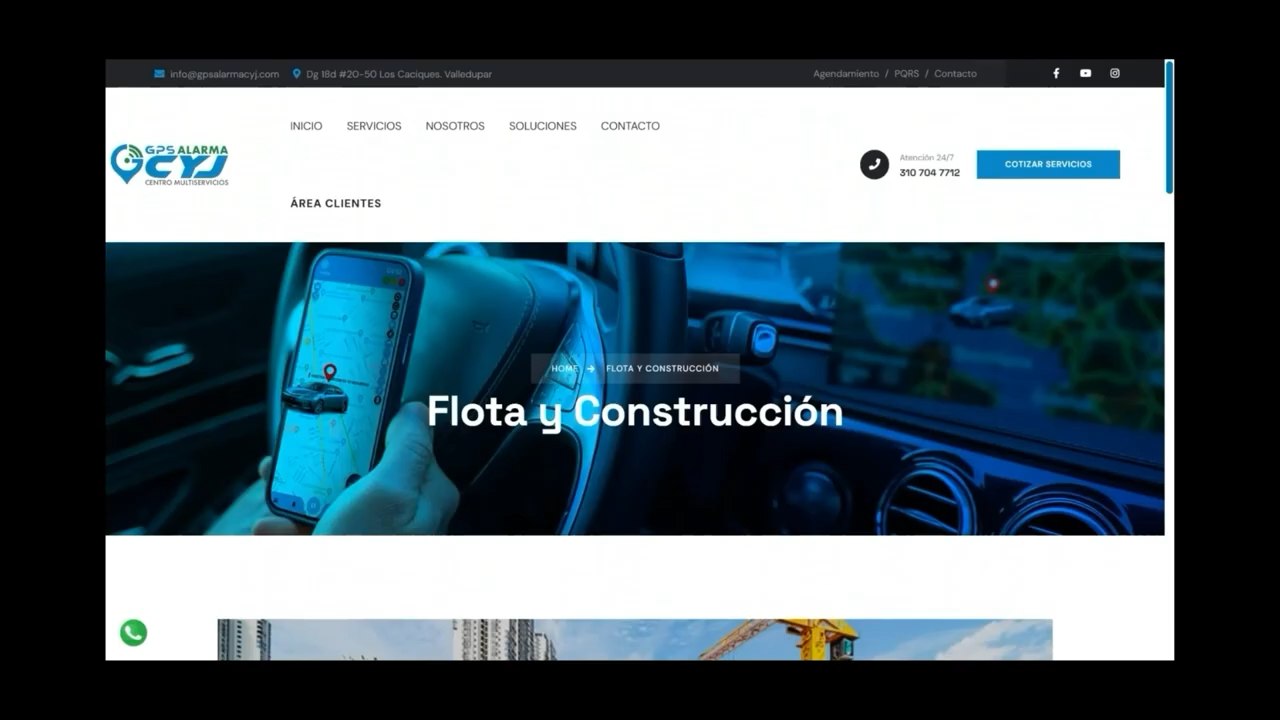 info@gpsalarmacyj.com Dg 18d #20-50 Los Caciques. Valledupar Agendamiento / PQRS / Contacto
INICIO SERVICIOS NOSOTROS SOLUCIONES CONTACTO
GPS ALARMA
CYJ
CENTRO MULTISERVICIOS
Atención 24/7
310 704 7712
COTIZAR SERVICIOS
ÁREA CLIENTES
HOME → FLOTA Y CONSTRUCCIÓN
Flota y Construcción